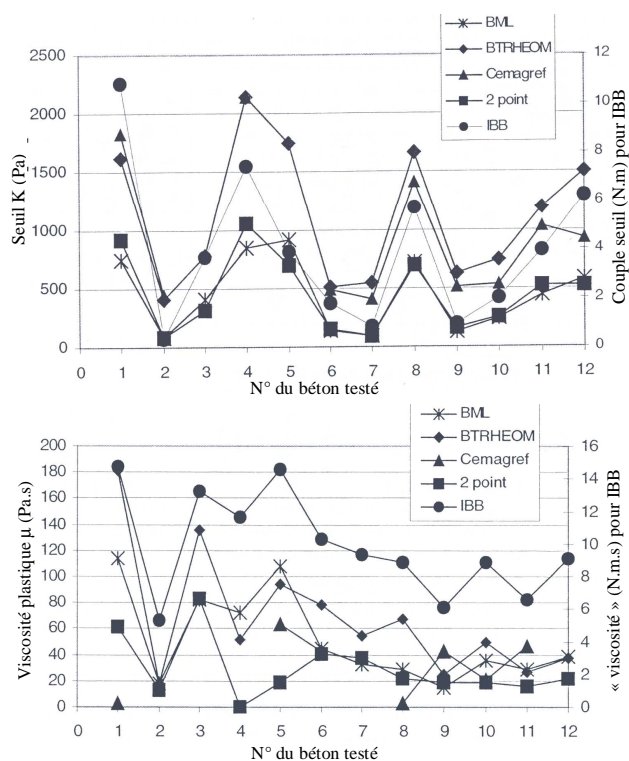 BML
BTRHEOM
Cemagref
2 point
IBB
2500
2000
1500
1000
500
0
12
10
8
6
4
2
0
Seuil K (Pa)
Couple seuil (N.m) pour IBB
0 1 2 3 4 5 6 7 8 9 10 11 12
N° du béton testé
BML
BTRHEOM
Cemagref
2 point
IBB
200
180
160
140
120
100
80
60
40
20
0
16
14
12
10
8
6
4
2
0
Viscosité plastique µ (Pa.s)
« viscosité » (N.m.s) pour IBB
0 1 2 3 4 5 6 7 8 9 10 11 12
N° du béton testé